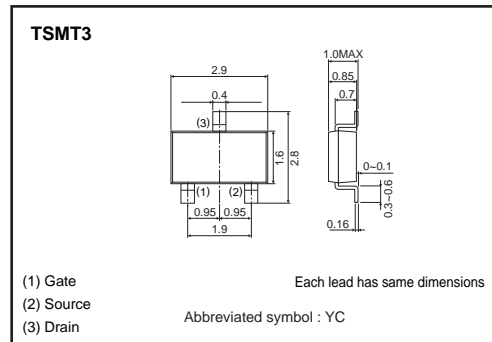 TSMT3
1.0MAX
2.9
0.85
0.4
0.7
(3)
1.6
2.8
0~0.1
(1) (2)
0.3~0.6
0.95 0.95
0.16
1.9
(1) Gate
Each lead has same dimensions
(2) Source
Abbreviated symbol : YC
(3) Drain